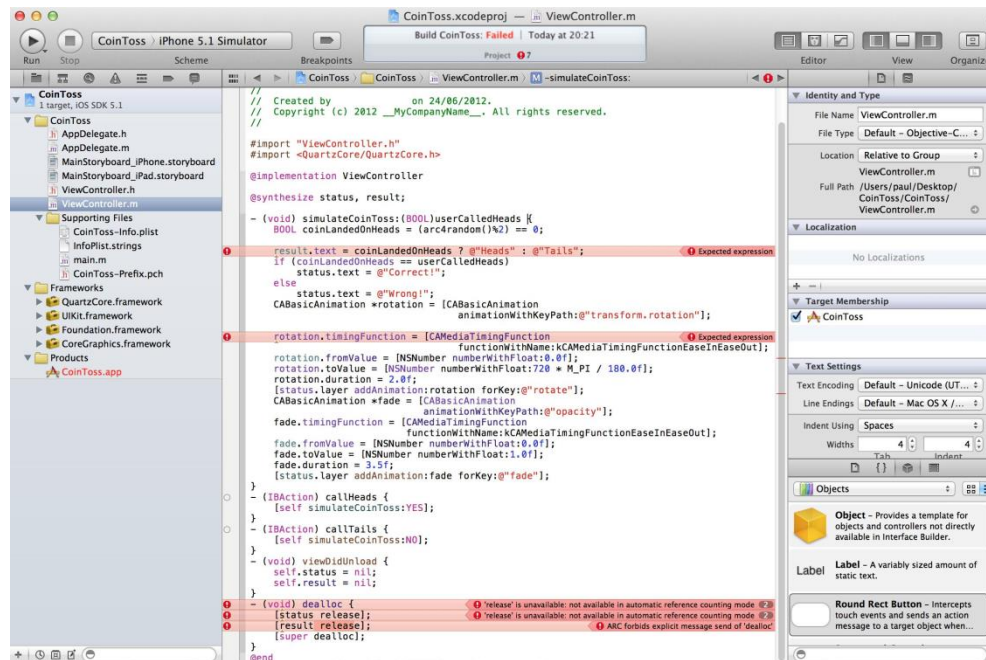 CoinToss.xcodeproj — ViewController.m
Build CoinToss: Failed | Today at 20:21
Project 7
CoinToss iPhone 5.1 Simulator
Run Stop Scheme Breakpoints Editor View Organiz
CoinToss CoinToss ViewController.m -simulateCoinToss:
CoinToss
1 target, iOS SDK 5.1
CoinToss
AppDelegate.h
AppDelegate.m
MainStoryboard_iPhone.storyboard
MainStoryboard_iPad.storyboard
ViewController.h
ViewController.m
Supporting Files
CoinToss-Info.plist
InfoPlist.strings
main.m
CoinToss-Prefix.pch
Frameworks
QuartzCore.framework
UIKit.framework
Foundation.framework
CoreGraphics.framework
Products
CoinToss.app
//
// Created by on 24/06/2012.
// Copyright (c) 2012 __MyCompanyName__. All rights reserved.
//
#import "ViewController.h"
#import <QuartzCore/QuartzCore.h>
@implementation ViewController
@synthesize status, result;
- (void) simulateCoinToss:(BOOL)userCalledHeads {
BOOL coinLandedOnHeads = (arc4random()%2) == 0;
result.text = coinLandedOnHeads ? @"Heads" : @"Tails"; Expected expression
if (coinLandedOnHeads == userCalledHeads)
status.text = @"Correct!";
else
status.text = @"Wrong!";
CABasicAnimation *rotation = [CABasicAnimation
animationWithKeyPath:@"transform.rotation"];
rotation.timingFunction = [CAMediaTimingFunction Expected expression
functionWithName:kCAMediaTimingFunctionEaseInEaseOut];
rotation.fromValue = [NSNumber numberWithFloat:0.0f];
rotation.toValue = [NSNumber numberWithFloat:720 * M_PI / 180.0f];
rotation.duration = 2.0f;
[status.layer addAnimation:rotation forKey:@"rotate"];
CABasicAnimation *fade = [CABasicAnimation
animationWithKeyPath:@"opacity"];
fade.timingFunction = [CAMediaTimingFunction
functionWithName:kCAMediaTimingFunctionEaseInEaseOut];
fade.fromValue = [NSNumber numberWithFloat:0.0f];
fade.toValue = [NSNumber numberWithFloat:1.0f];
fade.duration = 3.5f;
[status.layer addAnimation:fade forKey:@"fade"];
}
- (IBAction) callHeads {
[self simulateCoinToss:YES];
}
- (IBAction) callTails {
[self simulateCoinToss:NO];
}
- (void) viewDidUnload {
self.status = nil;
self.result = nil;
}
- (void) dealloc { 'release' is unavailable: not available in automatic reference counting mode 2
[status release]; 'release' is unavailable: not available in automatic reference counting mode 2
[result release]; ARC forbids explicit message send of 'dealloc'
[super dealloc];
}
@end
Identity and Type
File Name ViewController.m
File Type Default - Objective-C...
Location Relative to Group
ViewController.m
Full Path /Users/paul/Desktop/
CoinToss/CoinToss/
ViewController.m
Localization
No Localizations
Target Membership
CoinToss
Text Settings
Text Encoding Default - Unicode (UT...
Line Endings Default - Mac OS X /...
Indent Using Spaces
Widths 4 4
Tab Indent
Objects
Object - Provides a template for
objects and controllers not directly
available in Interface Builder.
Label Label - A variably sized amount of
static text.
Round Rect Button - Intercepts
touch events and sends an action
message to a target object when...